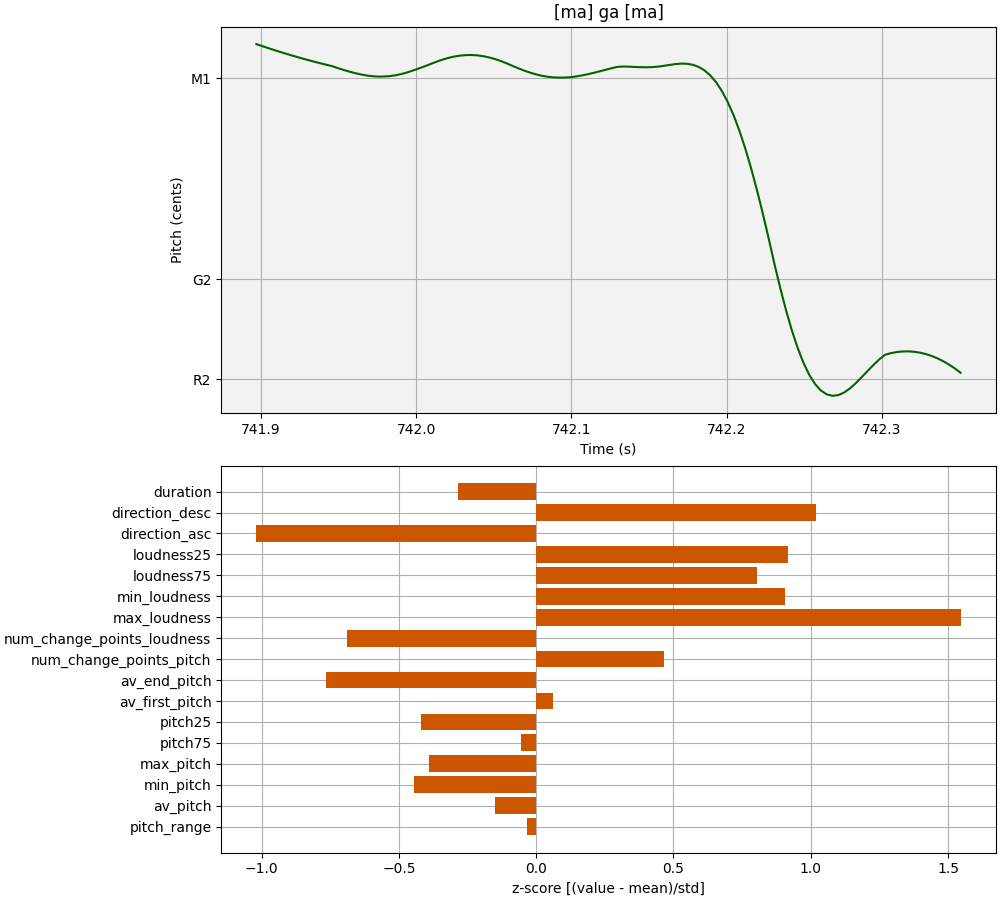 [ma] ga [ma]
M1
G2
R2
Pitch (cents)
741.9 742.0 742.1 742.2 742.3
Time (s)
duration
direction_desc
direction_asc
loudness25
loudness75
min_loudness
max_loudness
num_change_points_loudness
num_change_points_pitch
av_end_pitch
av_first_pitch
pitch25
pitch75
max_pitch
min_pitch
av_pitch
pitch_range
−1.0 −0.5 0.0 0.5 1.0 1.5
z-score [(value - mean)/std]